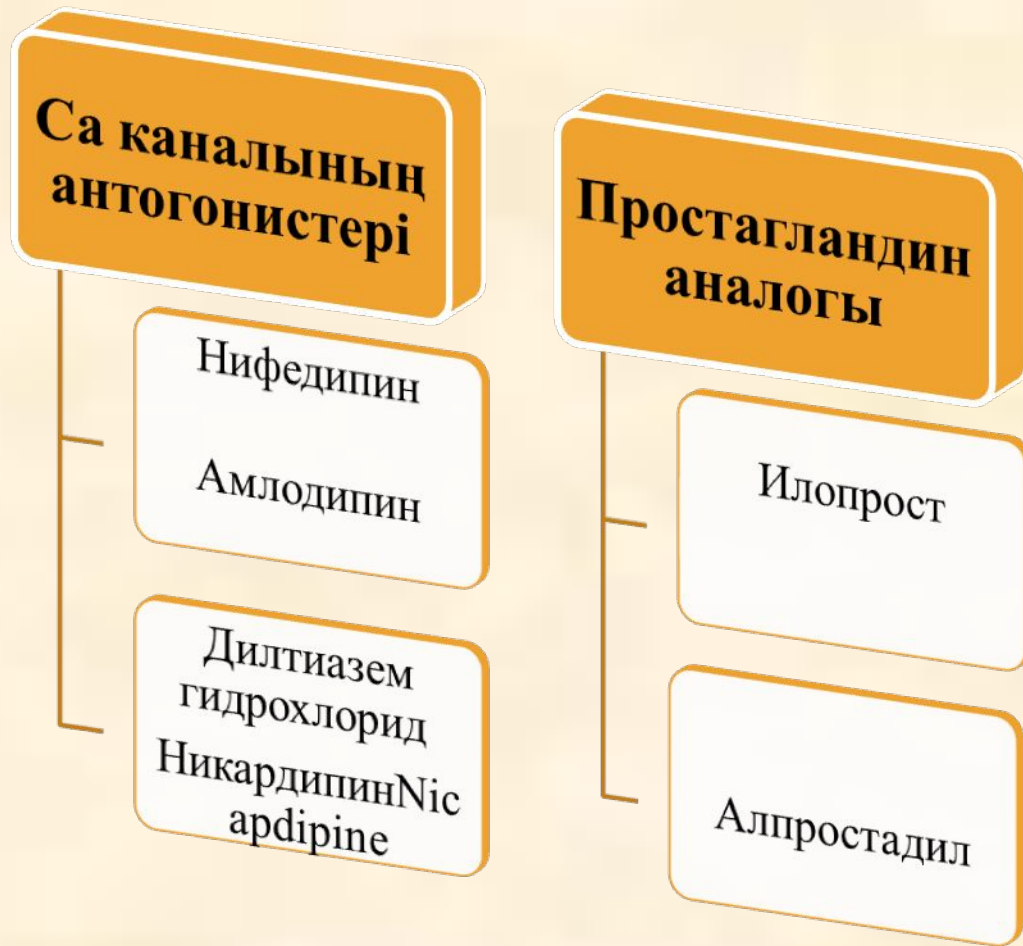 Са каналының
антогонистері
Нифедипин
Амлодипин
Дилтиазем
гидрохлорид
НикардипинNic
apdipine
Простагландин
аналогы
Илопрост
Алпростадил